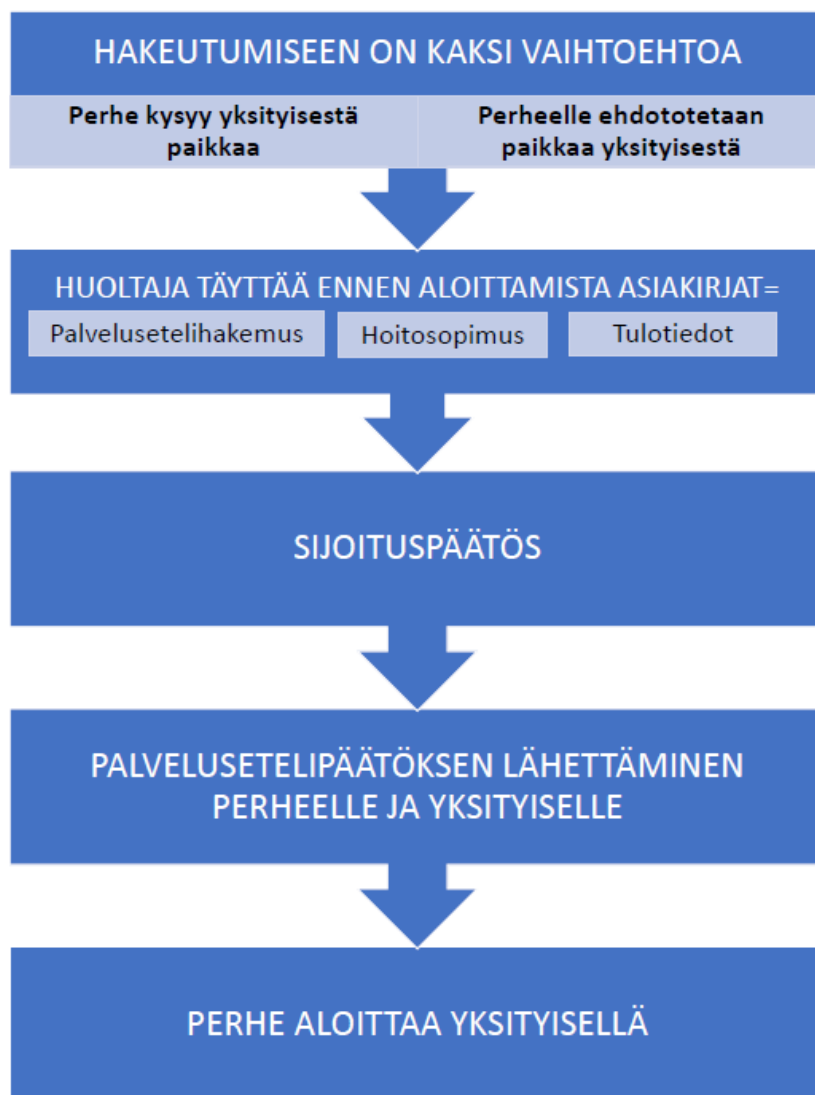 HAKEUTUMISEEN ON KAKSI VAIHTOEHTOA
Perhe kysyy yksityisestä
paikkaa
Perheelle ehdototetaan
paikkaa yksityisestä
HUOLTAJA TÄYTTÄÄ ENNEN ALOITTAMISTA ASIAKIRJAT=
Palvelusetelihakemus
Hoitosopimus
Tulotiedot
SIJOITUSPÄÄTÖS
PALVELUSETELIPÄÄTÖKSEN LÄHETTÄMINEN
PERHEELLE JA YKSITYISELLE
PERHE ALOITTAA YKSITYISELLÄ